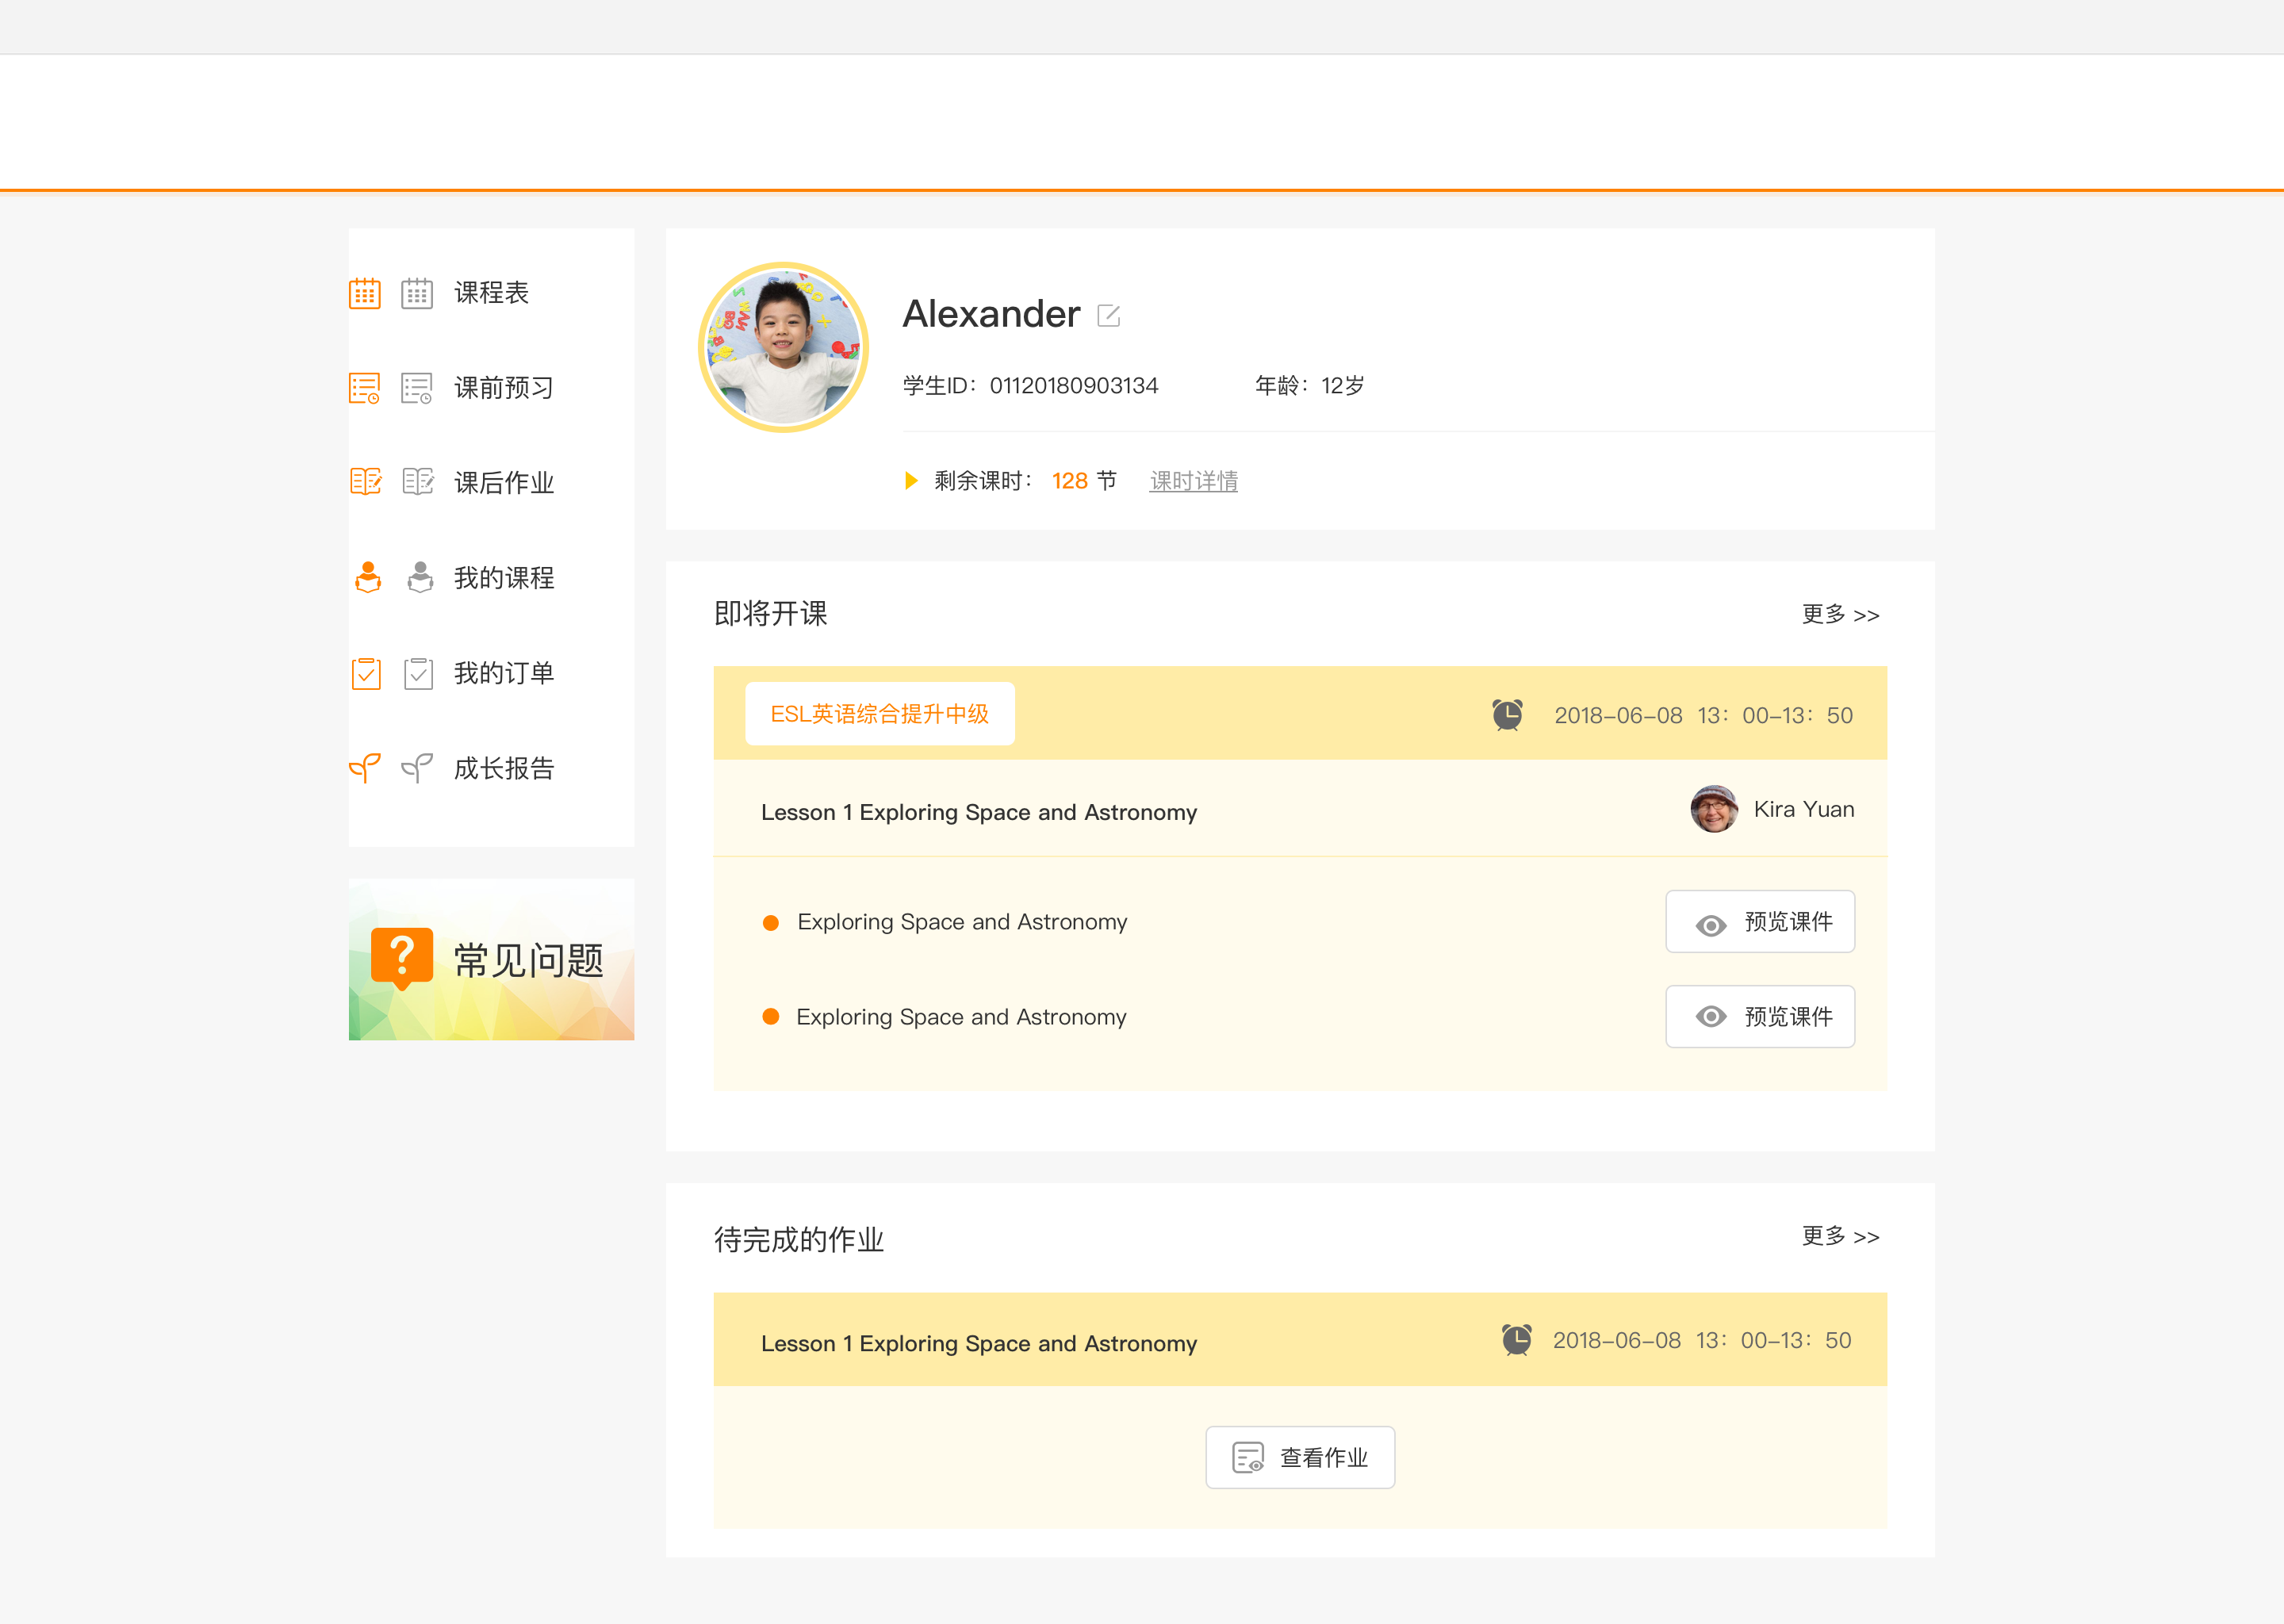 课程表
课前预习
课后作业
我的课程
我的订单
成长报告
常见问题
Alexander
学生ID：01120180903134 年龄：12岁
剩余课时： 128 节 课时详情
即将开课 更多 >>
ESL英语综合提升中级 2018-06-08 13：00-13：50
Lesson 1 Exploring Space and Astronomy Kira Yuan
Exploring Space and Astronomy 预览课件
Exploring Space and Astronomy 预览课件
待完成的作业 更多 >>
Lesson 1 Exploring Space and Astronomy 2018-06-08 13：00-13：50
查看作业